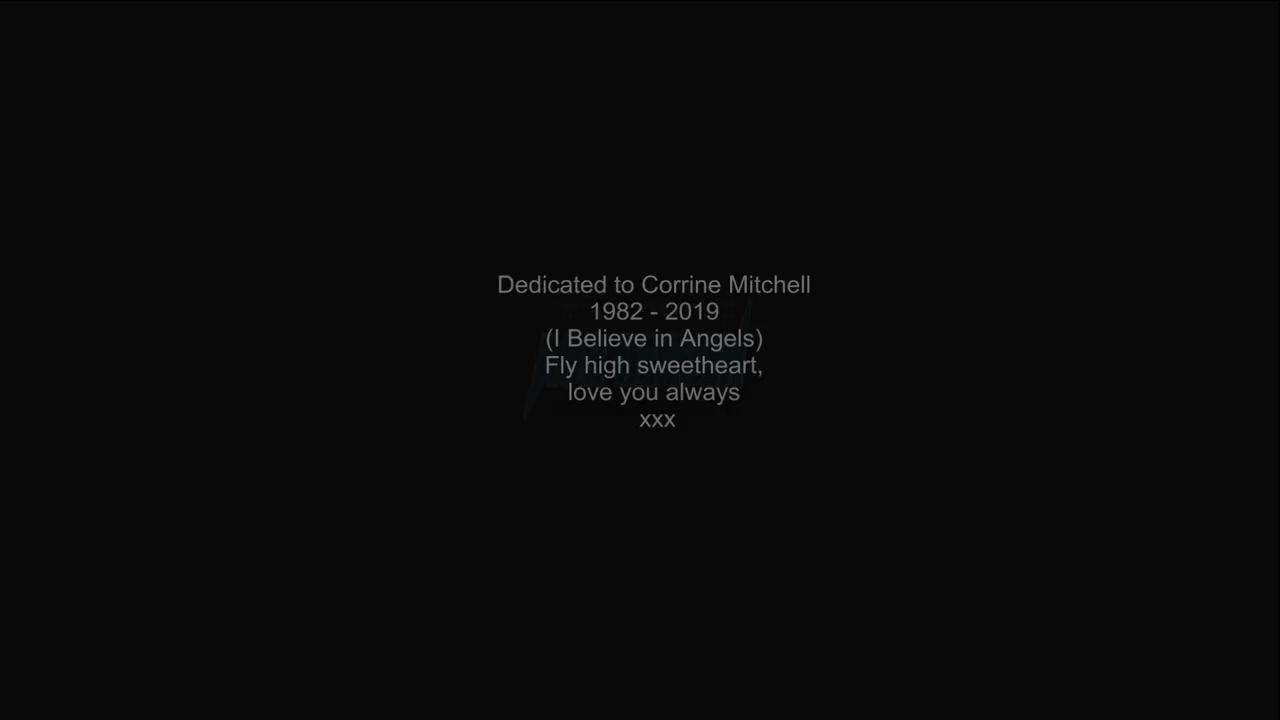 Dedicated to Corrine Mitchell
1982 - 2019
(I Believe in Angels)
Fly high sweetheart,
love you always
xxx